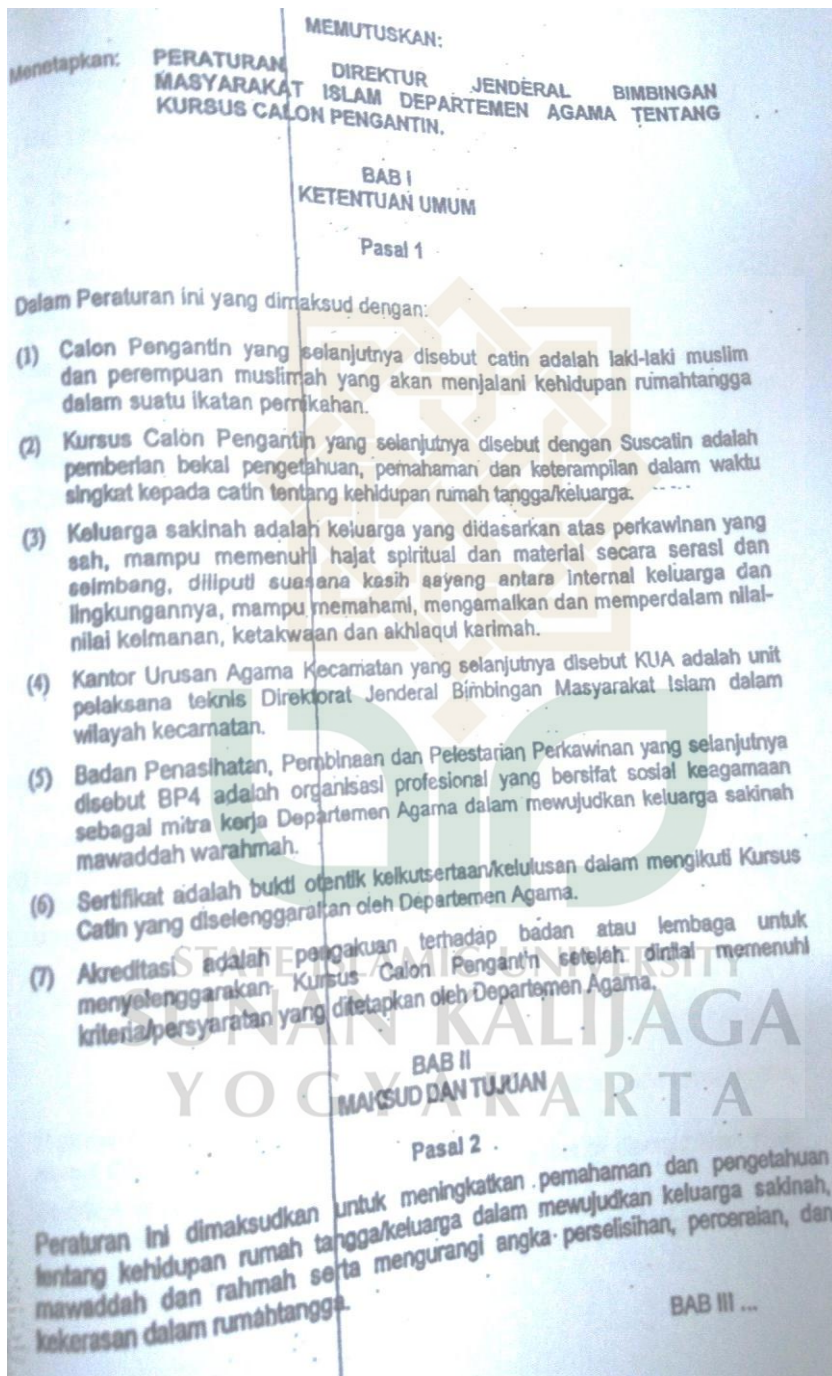 MEMUTUSKAN:
Menetapkan: PERATURAN DIREKTUR JENDERAL BIMBINGAN
MASYARAKAT ISLAM DEPARTEMEN AGAMA TENTANG
KURSUS CALON PENGANTIN.
BAB I
KETENTUAN UMUM
Pasal 1
Dalam Peraturan ini yang dimaksud dengan:
(1) Calon Pengantin yang selanjutnya disebut catin adalah laki-laki muslim
dan perempuan muslimah yang akan menjalani kehidupan rumahtangga
dalam suatu ikatan pernikahan.
(2) Kursus Calon Pengantin yang selanjutnya disebut dengan Suscatin adalah
pemberian bekal pengetahuan, pemahaman dan keterampilan dalam waktu
singkat kepada catin tentang kehidupan rumah tangga/keluarga.
(3) Keluarga sakinah adalah keluarga yang didasarkan atas perkawinan yang
sah, mampu memenuhi hajat spiritual dan material secara serasi dan
seimbang, diliputi suasana kasih sayang antara internal keluarga dan
lingkungannya, mampu memahami, mengamalkan dan memperdalam nilai-
nilai keimanan, ketakwaan dan akhlaqul karimah.
(4) Kantor Urusan Agama Kecamatan yang selanjutnya disebut KUA adalah unit
pelaksana teknis Direktorat Jenderal Bimbingan Masyarakat Islam dalam
wilayah kecamatan.
(5) Badan Penasihatan, Pembinaan dan Pelestarian Perkawinan yang selanjutnya
disebut BP4 adalah organisasi profesional yang bersifat sosial keagamaan
sebagai mitra kerja Departemen Agama dalam mewujudkan keluarga sakinah
mawaddah warahmah.
(6) Sertifikat adalah bukti otentik keikutsertaan/kelulusan dalam mengikuti Kursus
Catin yang diselenggarakan oleh Departemen Agama.
(7) Akreditasi adalah pengakuan terhadap badan atau lembaga untuk
menyelenggarakan Kursus Calon Pengantin setelah dinilai memenuhi
kriteria/persyaratan yang ditetapkan oleh Departemen Agama.
STATE ISLAMIC UNIVERSITY
SUNAN KALIJAGA
YOGYAKARTA
BAB II
MAKSUD DAN TUJUAN
Pasal 2
Peraturan ini dimaksudkan untuk meningkatkan pemahaman dan pengetahuan
tentang kehidupan rumah tangga/keluarga dalam mewujudkan keluarga sakinah,
mawaddah dan rahmah serta mengurangi angka perselisihan, perceraian, dan
kekerasan dalam rumahtangga.
BAB III ...